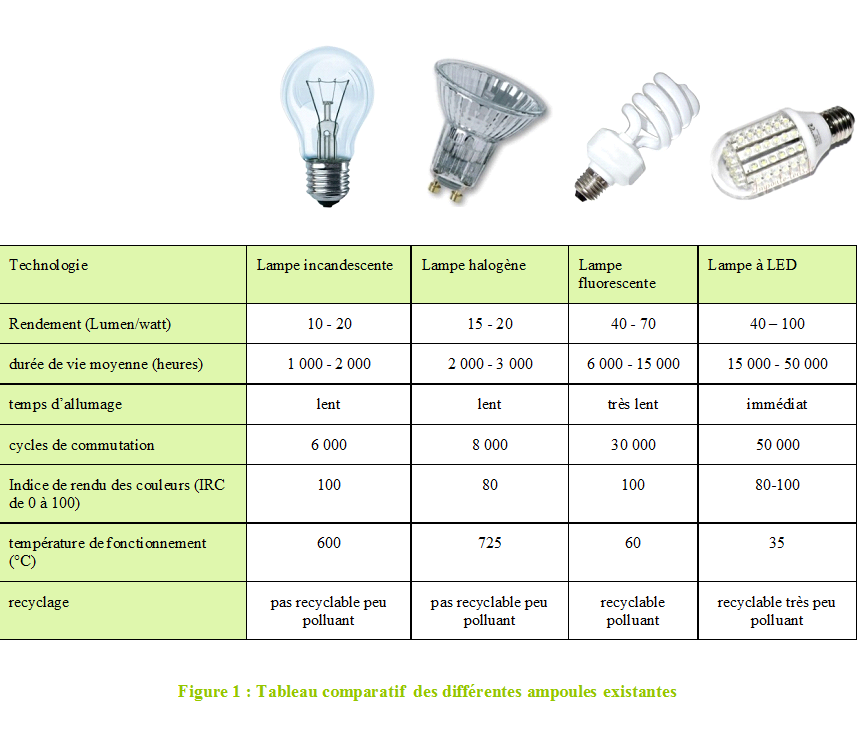 Technologie
Lampe incandescente
Lampe halogène
Lampe
fluorescente
Lampe à LED
Rendement (Lumen/watt)
10 - 20
15 - 20
40 - 70
40 – 100
durée de vie moyenne (heures)
1 000 - 2 000
2 000 - 3 000
6 000 - 15 000
15 000 - 50 000
temps d’allumage
lent
lent
très lent
immédiat
cycles de commutation
6 000
8 000
30 000
50 000
Indice de rendu des couleurs (IRC
de 0 à 100)
100
80
100
80-100
température de fonctionnement
(°C)
600
725
60
35
recyclage
pas recyclable peu
polluant
pas recyclable peu
polluant
recyclable
polluant
recyclable très peu
polluant
Figure 1 : Tableau comparatif des différentes ampoules existantes